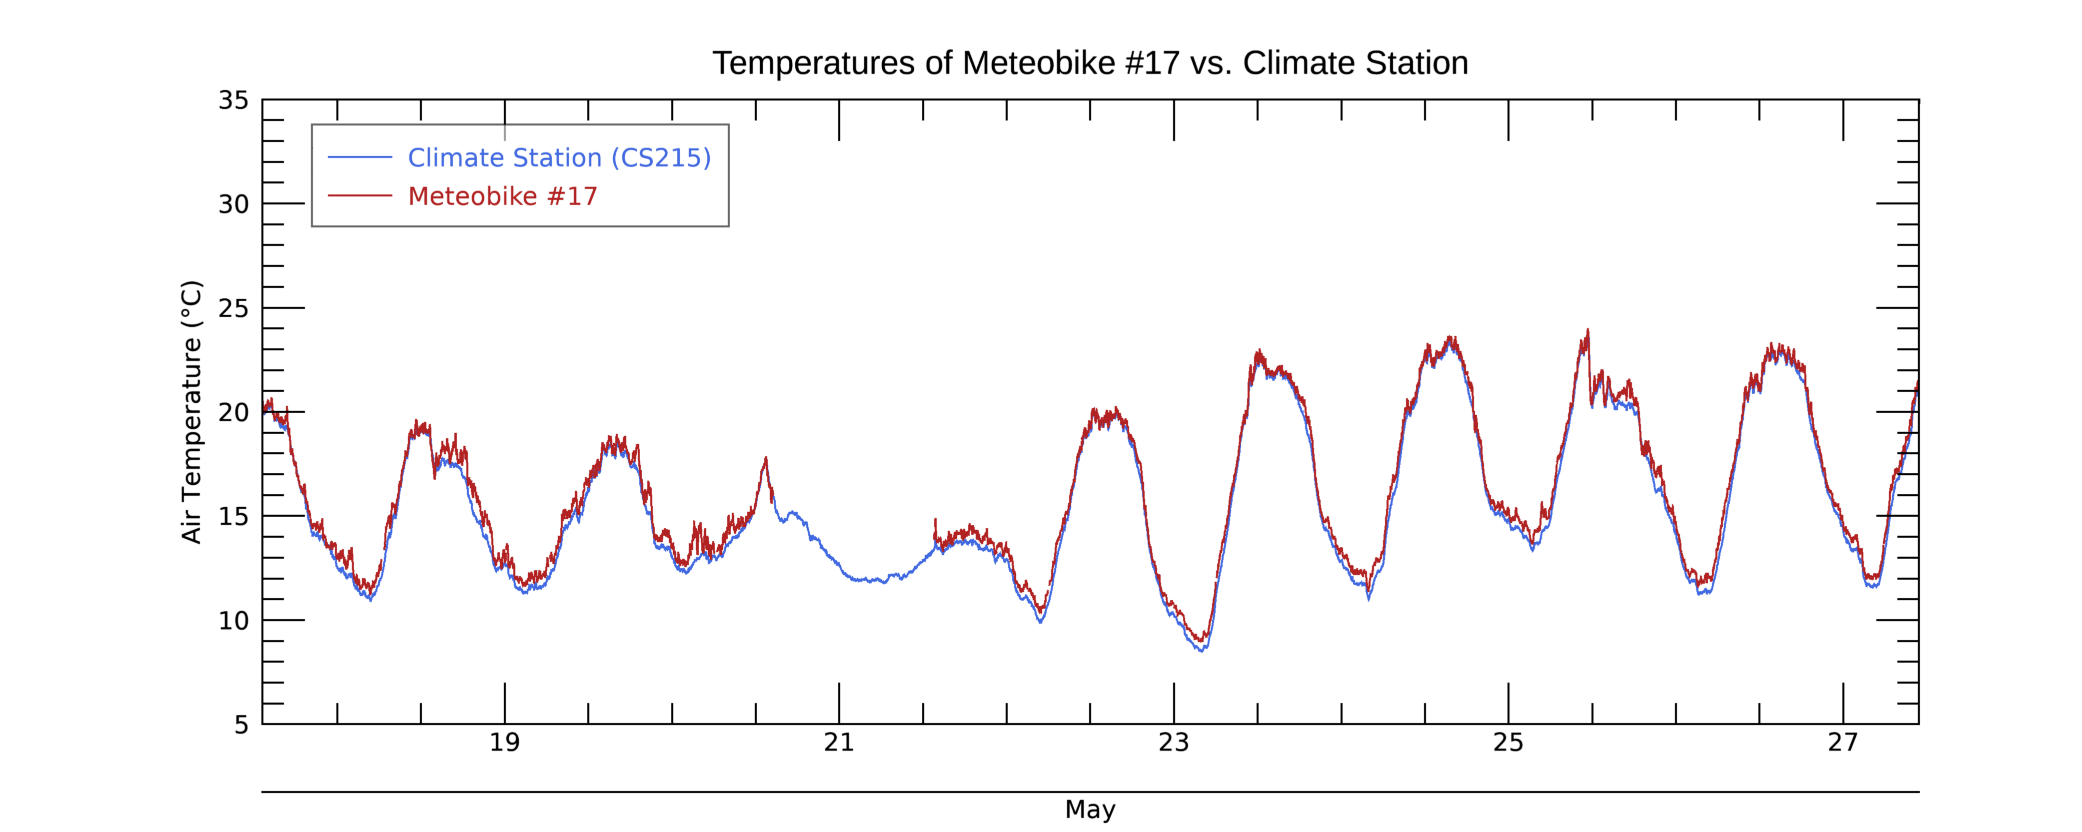 Temperatures of Meteobike #17 vs. Climate Station
35
30
25
20
15
10
5
Air Temperature (°C)
Climate Station (CS215)
Meteobike #17
19 21 23 25 27
May